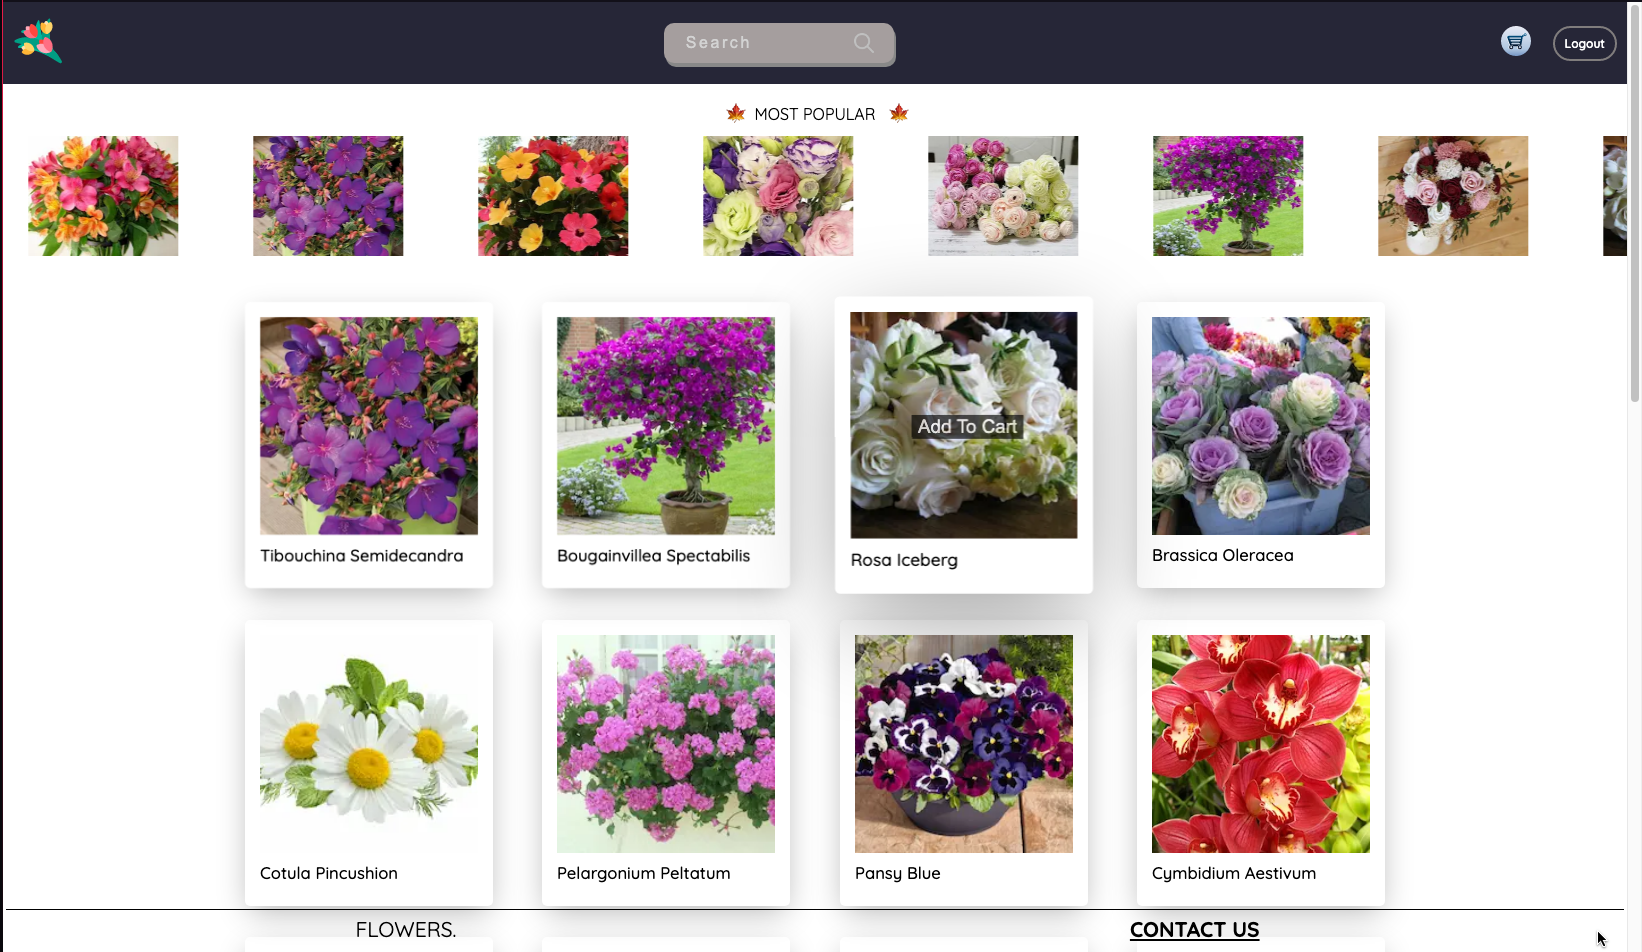 Search
Logout
MOST POPULAR
Add To Cart
Tibouchina Semidecandra
Bougainvillea Spectabilis
Rosa Iceberg
Brassica Oleracea
Cotula Pincushion
Pelargonium Peltatum
Pansy Blue
Cymbidium Aestivum
FLOWERS.
CONTACT US